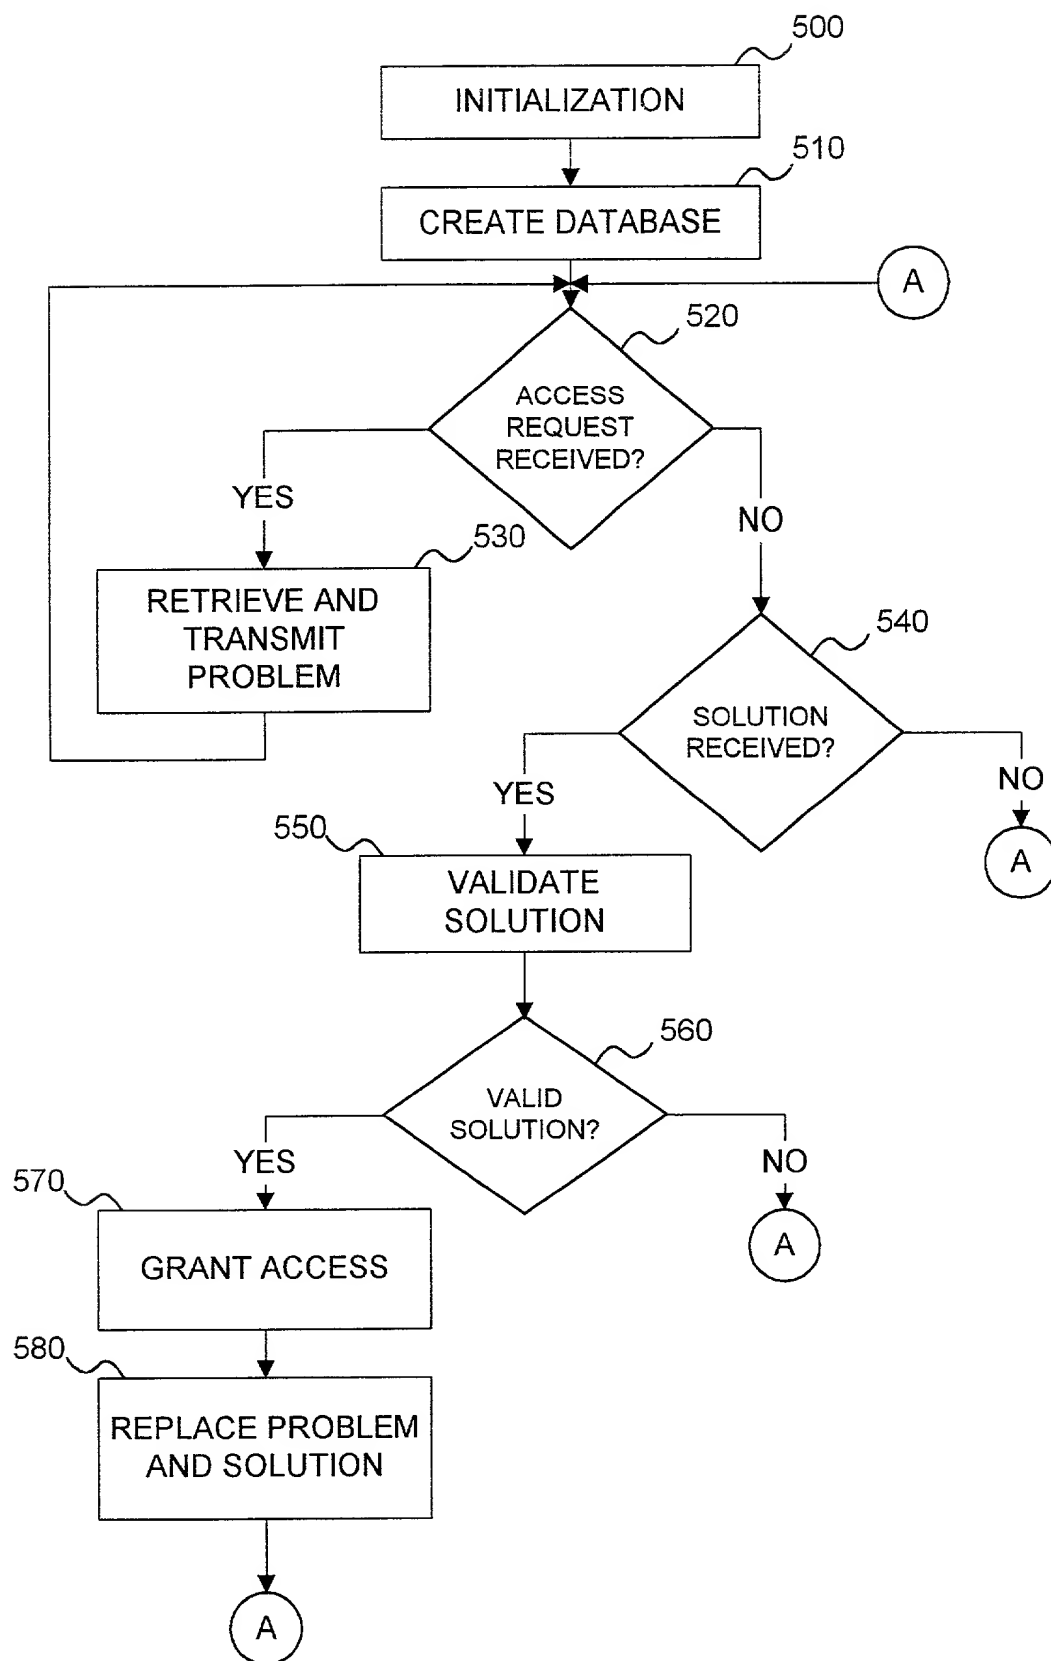 500
INITIALIZATION
510
CREATE DATABASE
A
520
ACCESS
REQUEST
RECEIVED?
YES
NO
530
RETRIEVE AND
TRANSMIT
PROBLEM
540
SOLUTION
RECEIVED?
YES
NO
A
550
VALIDATE
SOLUTION
560
VALID
SOLUTION?
YES
NO
A
570
GRANT ACCESS
580
REPLACE PROBLEM
AND SOLUTION
A